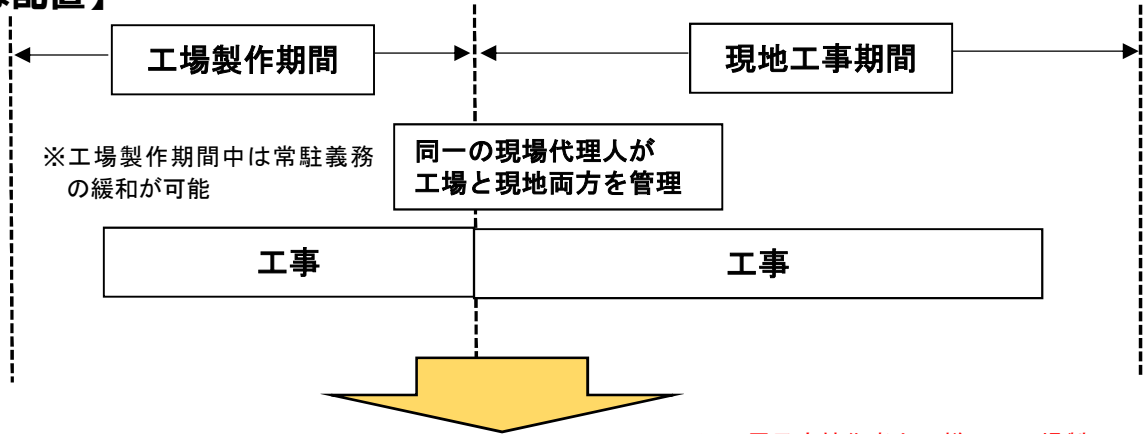 配置】
工場製作期間
現地工事期間
※工場製作期間中は常駐義務
の緩和が可能
同一の現場代理人が
工場と現地両方を管理
工事
工事